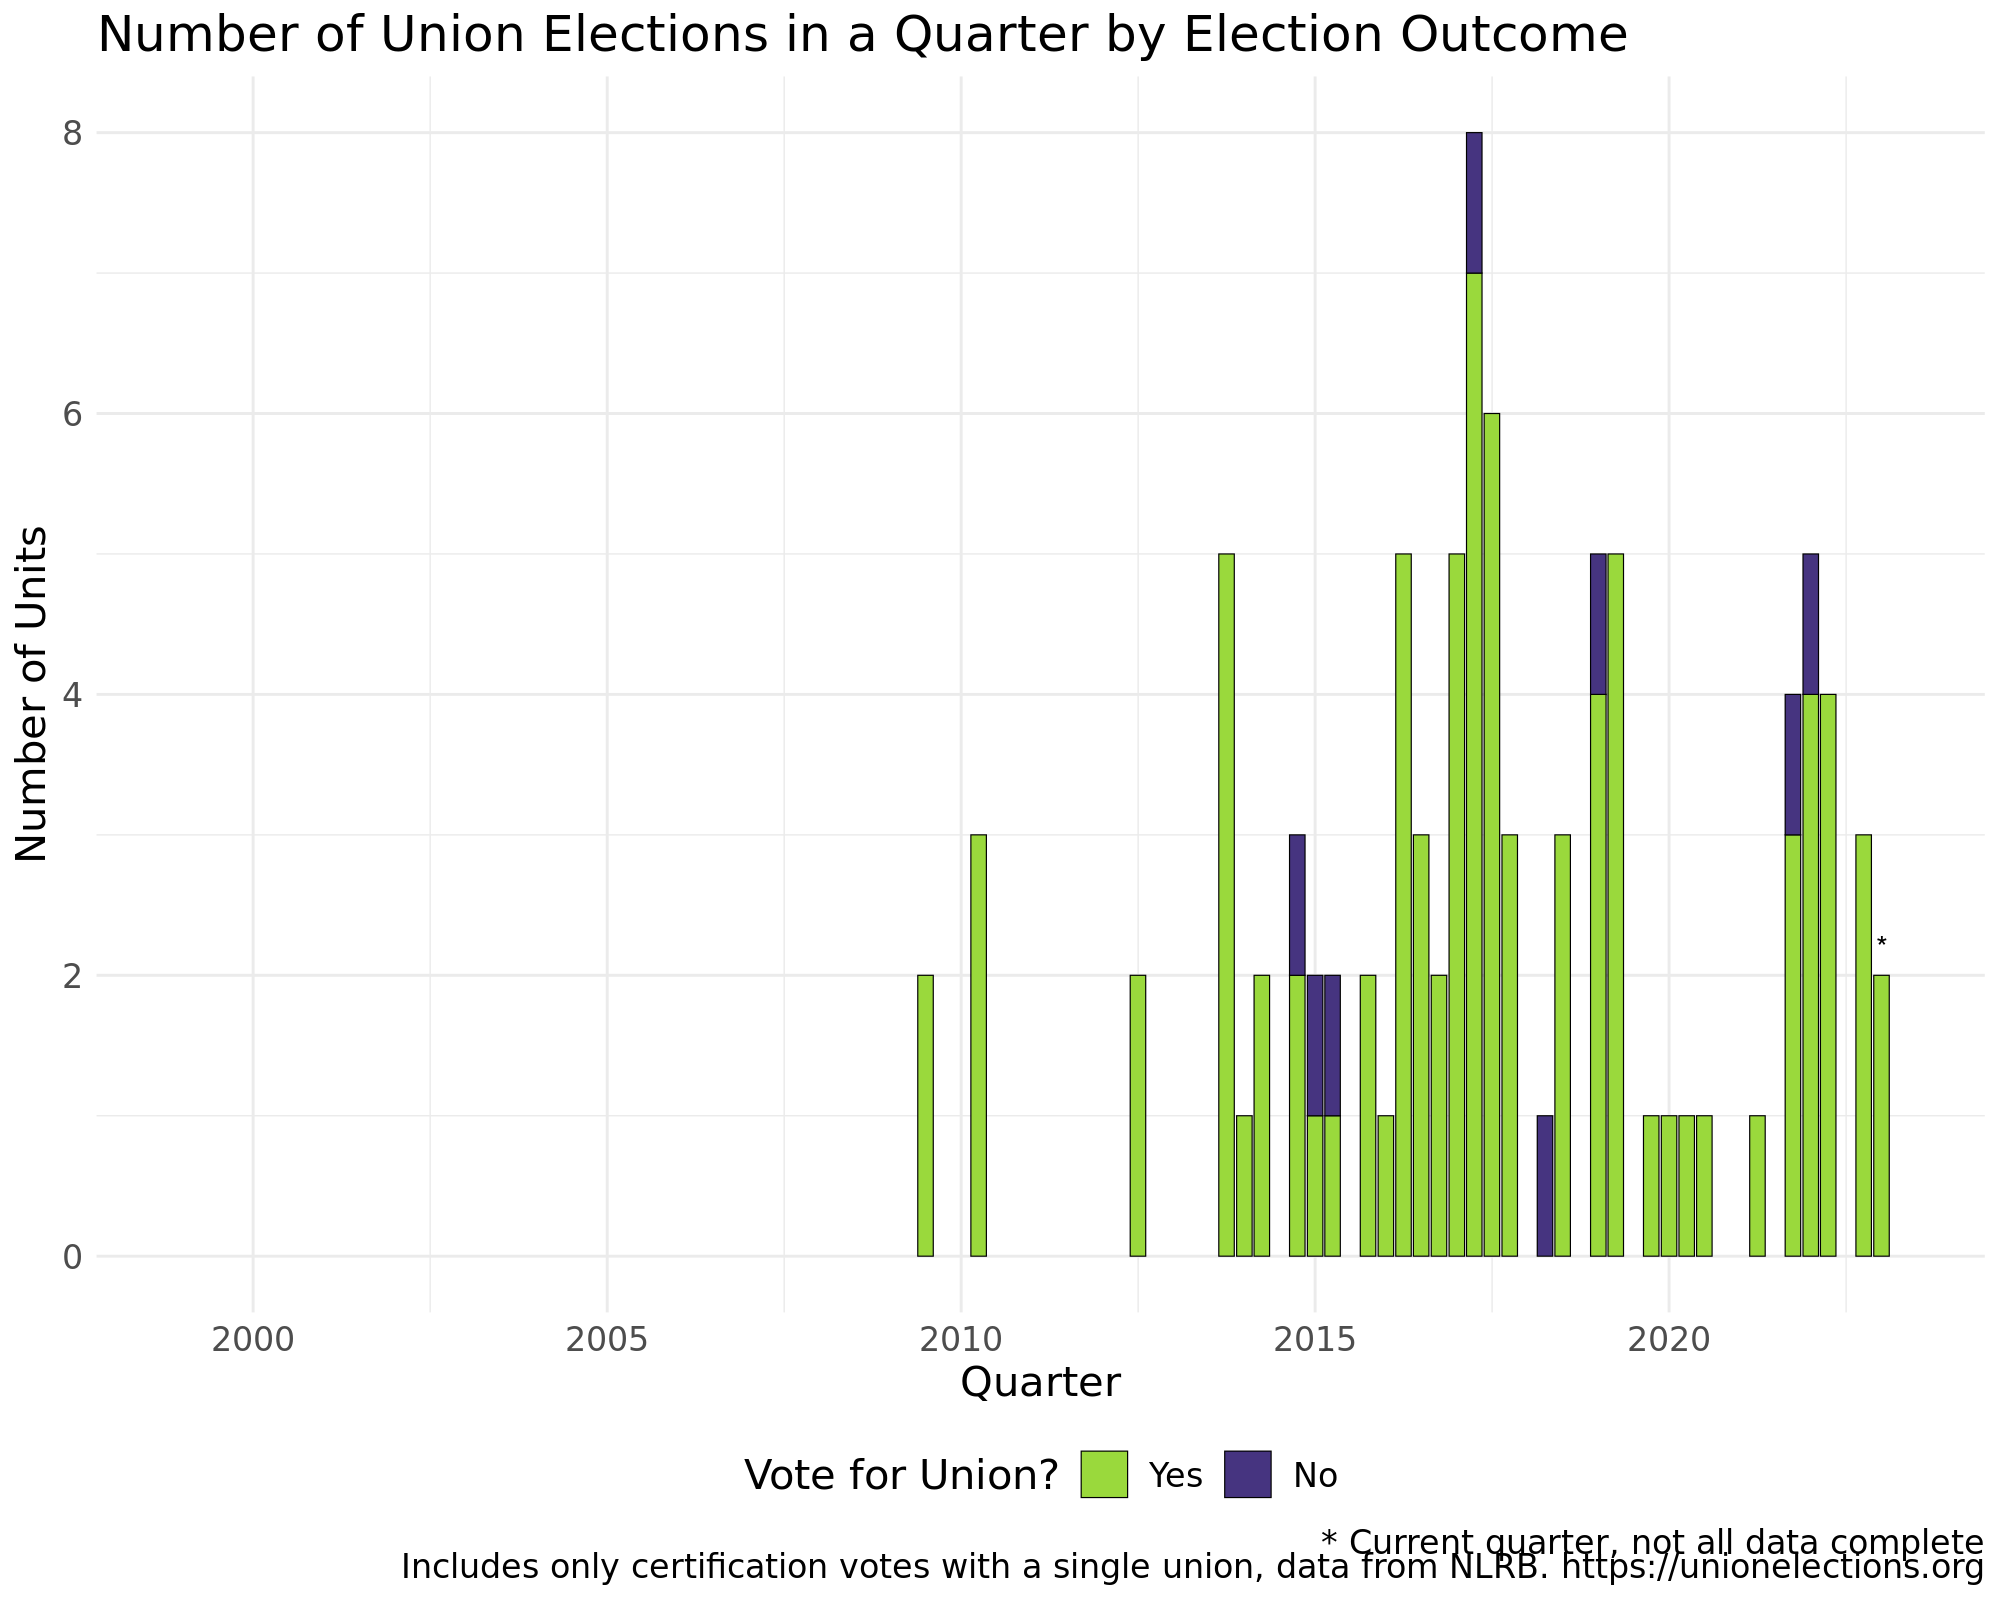 Number of Union Elections in a Quarter by Election Outcome
8
6
4
2
0
Number of Units
*
2000 2005 2010 2015 2020
Quarter
Vote for Union? Yes No
* Current quarter, not all data complete
Includes only certification votes with a single union, data from NLRB. https://unionelections.org